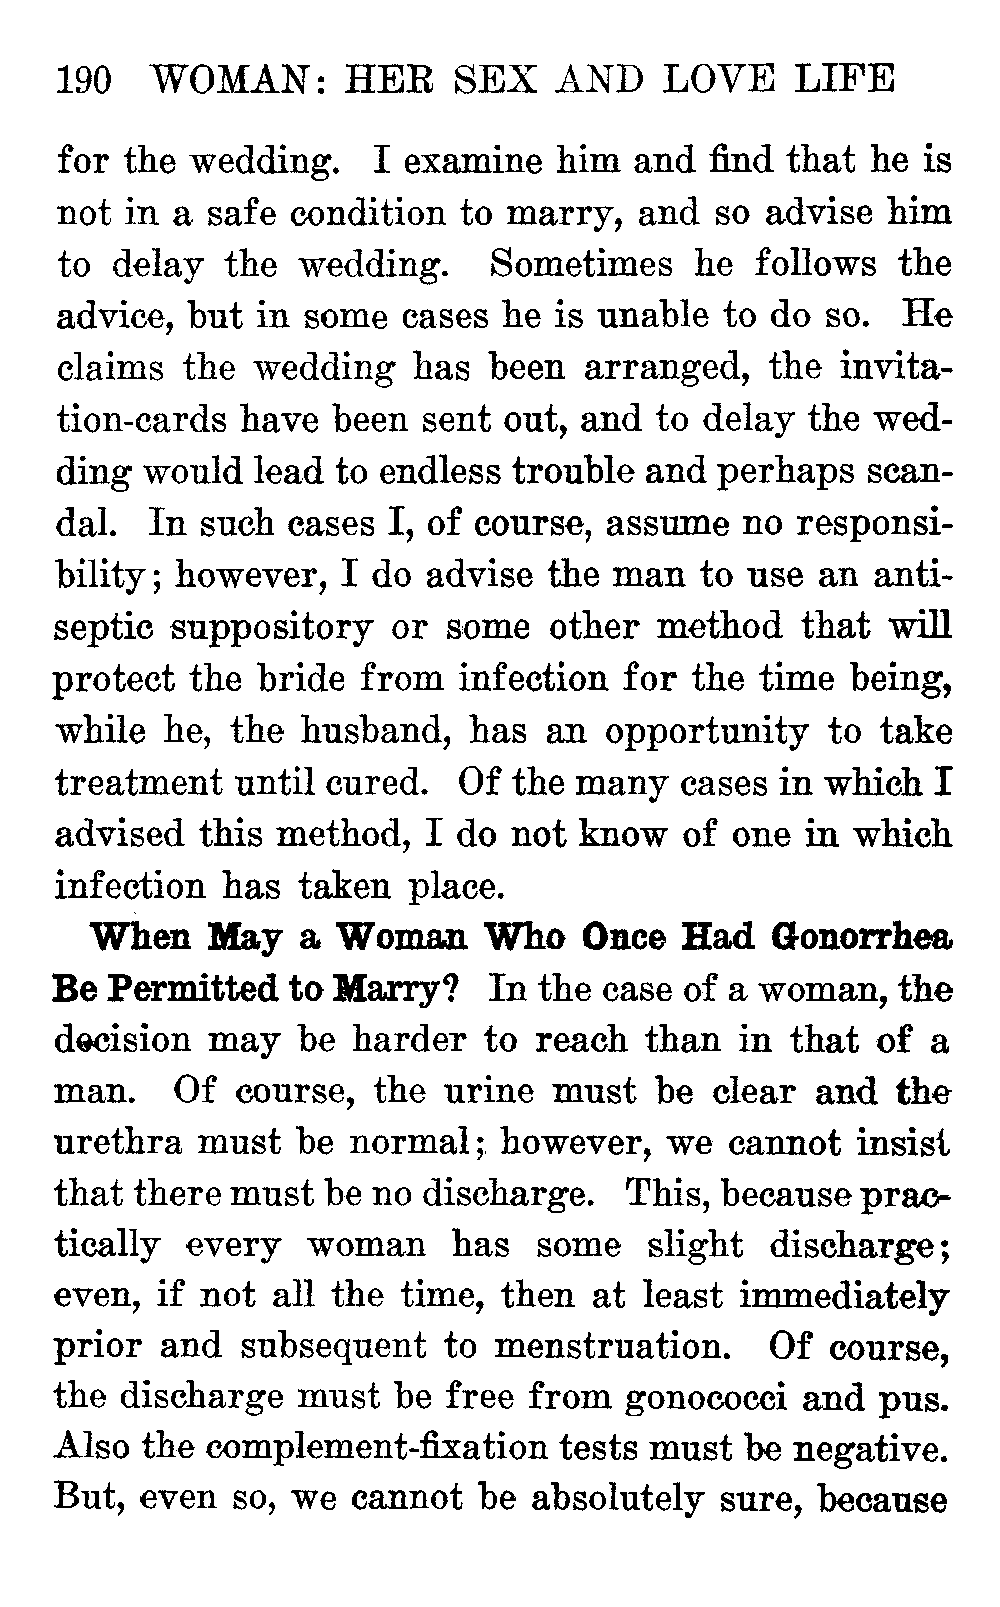 190 WOMAN: HER SEX AND LOVE LIFE
for the wedding. I examine him and find that he is
not in a safe condition to marry, and so advise him
to delay the wedding. Sometimes he follows the
advice, but in some cases he is unable to do so. He
claims the wedding has been arranged, the invita-
tion-cards have been sent out, and to delay the wed-
ding would lead to endless trouble and perhaps scan-
dal. In such cases I, of course, assume no responsi-
bility; however, I do advise the man to use an anti-
septic suppository or some other method that will
protect the bride from infection for the time being,
while he, the husband, has an opportunity to take
treatment until cured. Of the many cases in which I
advised this method, I do not know of one in which
infection has taken place.
When May a Woman Who Once Had Gonorrhea
Be Permitted to Marry? In the case of a woman, the
decision may be harder to reach than in that of a
man. Of course, the urine must be clear and the
urethra must be normal; however, we cannot insist
that there must be no discharge. This, because prac-
tically every woman has some slight discharge;
even, if not all the time, then at least immediately
prior and subsequent to menstruation. Of course,
the discharge must be free from gonococci and pus.
Also the complement-fixation tests must be negative.
But, even so, we cannot be absolutely sure, because